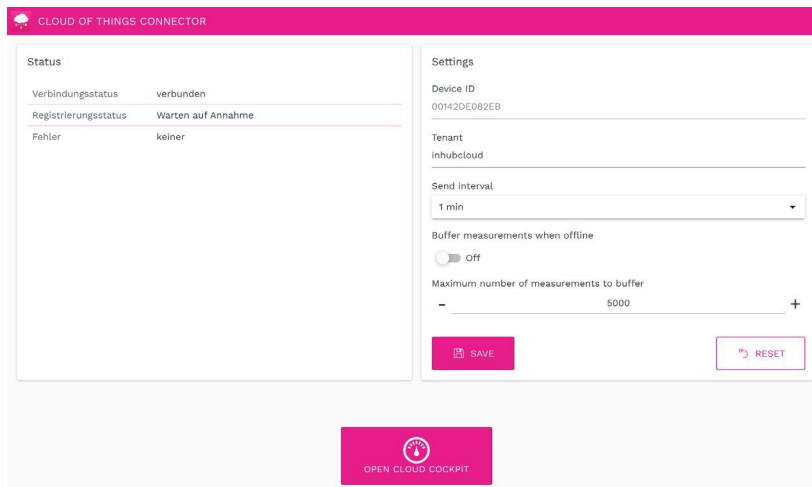 CLOUD OF THINGS CONNECTOR
Status
Verbindungsstatus verbunden
Registrierungsstatus Warten auf Annahme
Fehler keiner
Settings
Device ID
00142DE082EB
Tenant
inhubcloud
Send interval
1 min
Buffer measurements when offline
Off
Maximum number of measurements to buffer
- 5000 +
SAVE
RESET
OPEN CLOUD COCKPIT